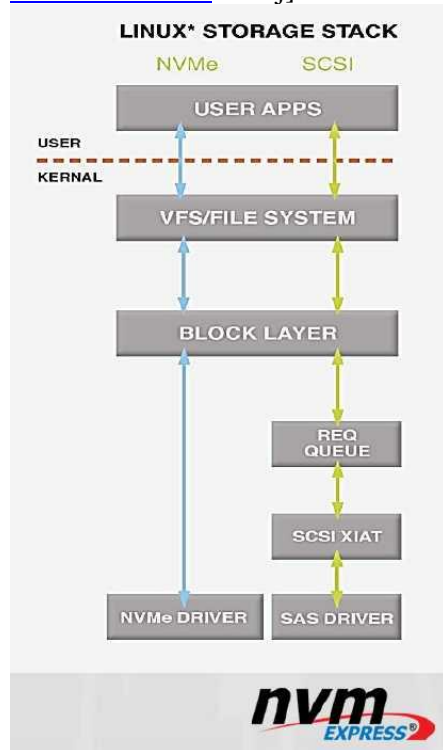 LINUX* STORAGE STACK
NVMe SCSI
USER APPS
USER
KERNAL
VFS/FILE SYSTEM
BLOCK LAYER
REQ
QUEUE
SCSI XIAT
NVMe DRIVER SAS DRIVER
nvm
EXPRESS®